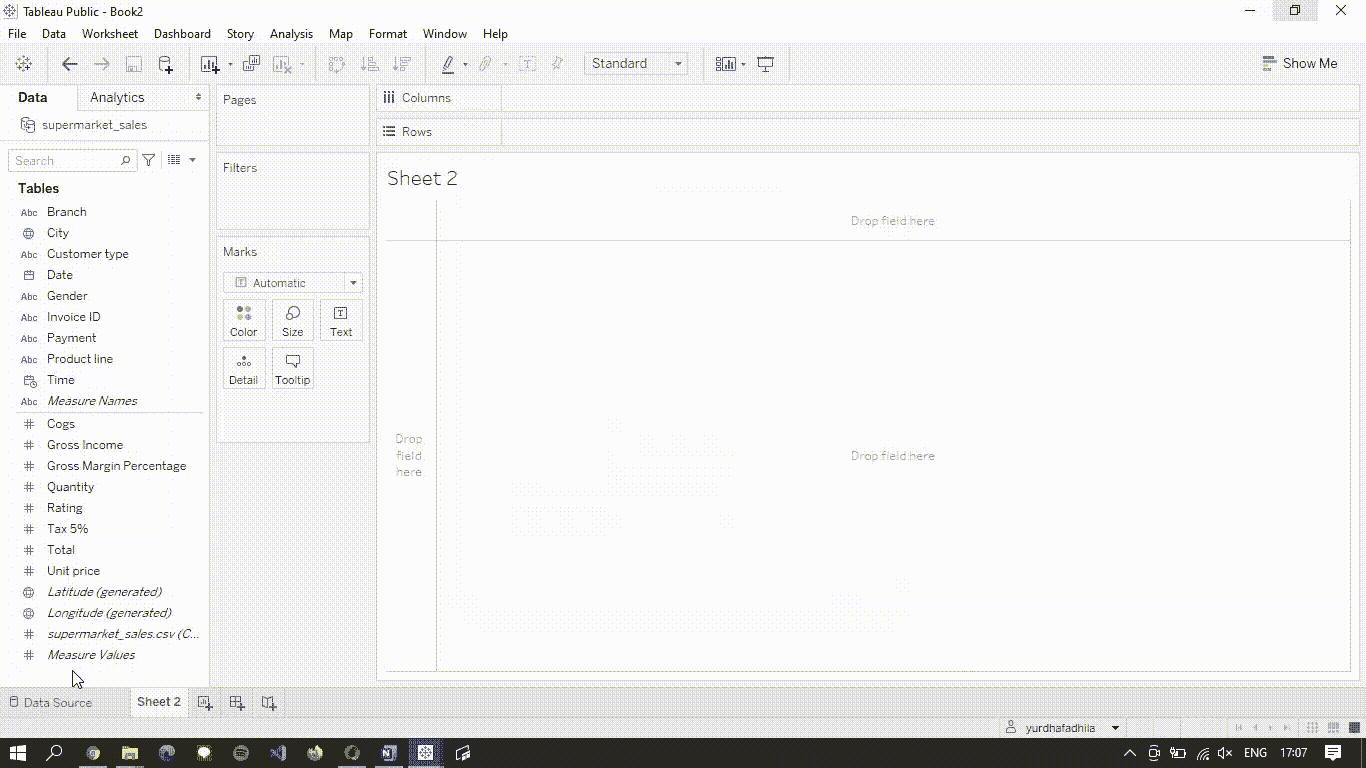 Tableau Public - Book2
File Data Worksheet Dashboard Story Analysis Map Format Window Help
Standard
Show Me
Data Analytics
supermarket_sales
Search
Tables
Abc Branch
City
Abc Customer type
Date
Abc Gender
Abc Invoice ID
Abc Payment
Abc Product line
Time
Abc Measure Names
# Cogs
# Gross Income
# Gross Margin Percentage
# Quantity
# Rating
# Tax 5%
# Total
# Unit price
Latitude (generated)
Longitude (generated)
# supermarket_sales.csv (C...
# Measure Values
Pages
Filters
Marks
Automatic
Color Size Text
Detail Tooltip
Columns
Rows
Sheet 2
Drop field here
Drop
field
here
Drop field here
Data Source
Sheet 2
yurdhafadhila
ENG 17:07